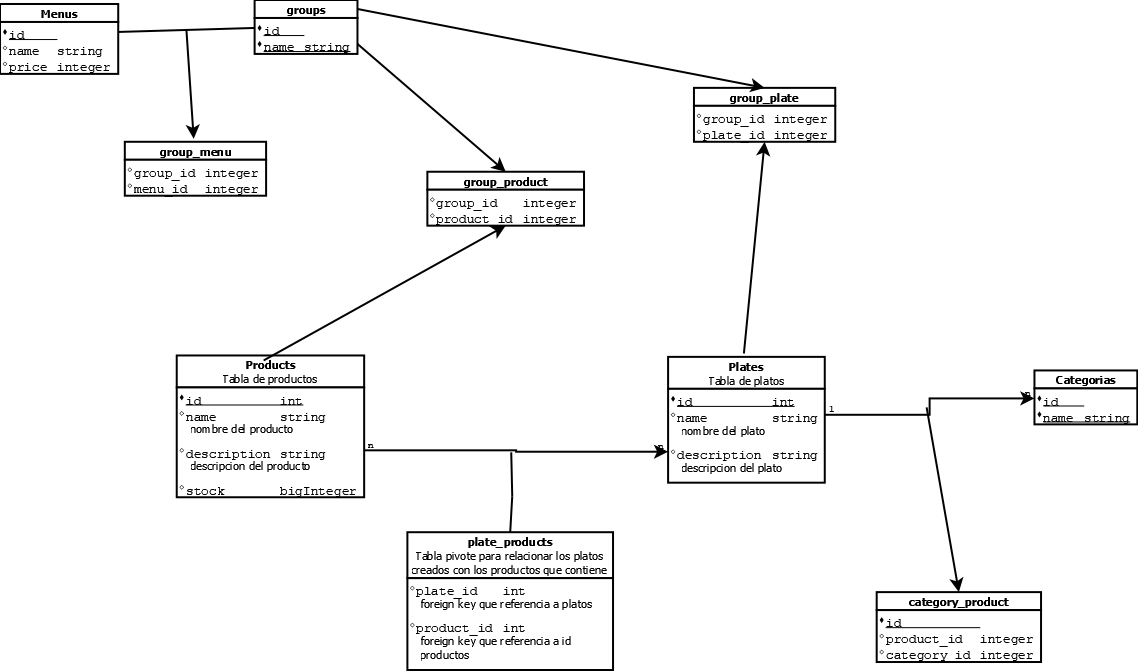 Menus
id
name string
price integer
groups
id
name string
group_plate
group_id integer
plate_id integer
group_menu
group_id integer
menu_id integer
group_product
group_id integer
product_id integer
Products
Tabla de productos
id int
name string
nombre del producto
description string
descripcion del producto
stock bigInteger
n
n
Plates
Tabla de platos
id int
name string
nombre del plato
description string
descripcion del plato
1
n
Categorias
id
name string
plate_products
Tabla pivote para relacionar los platos
creados con los productos que contiene
plate_id int
foreign key que referencia a platos
product_id int
foreign key que referencia a id
productos
category_product
id
product_id integer
category_id integer